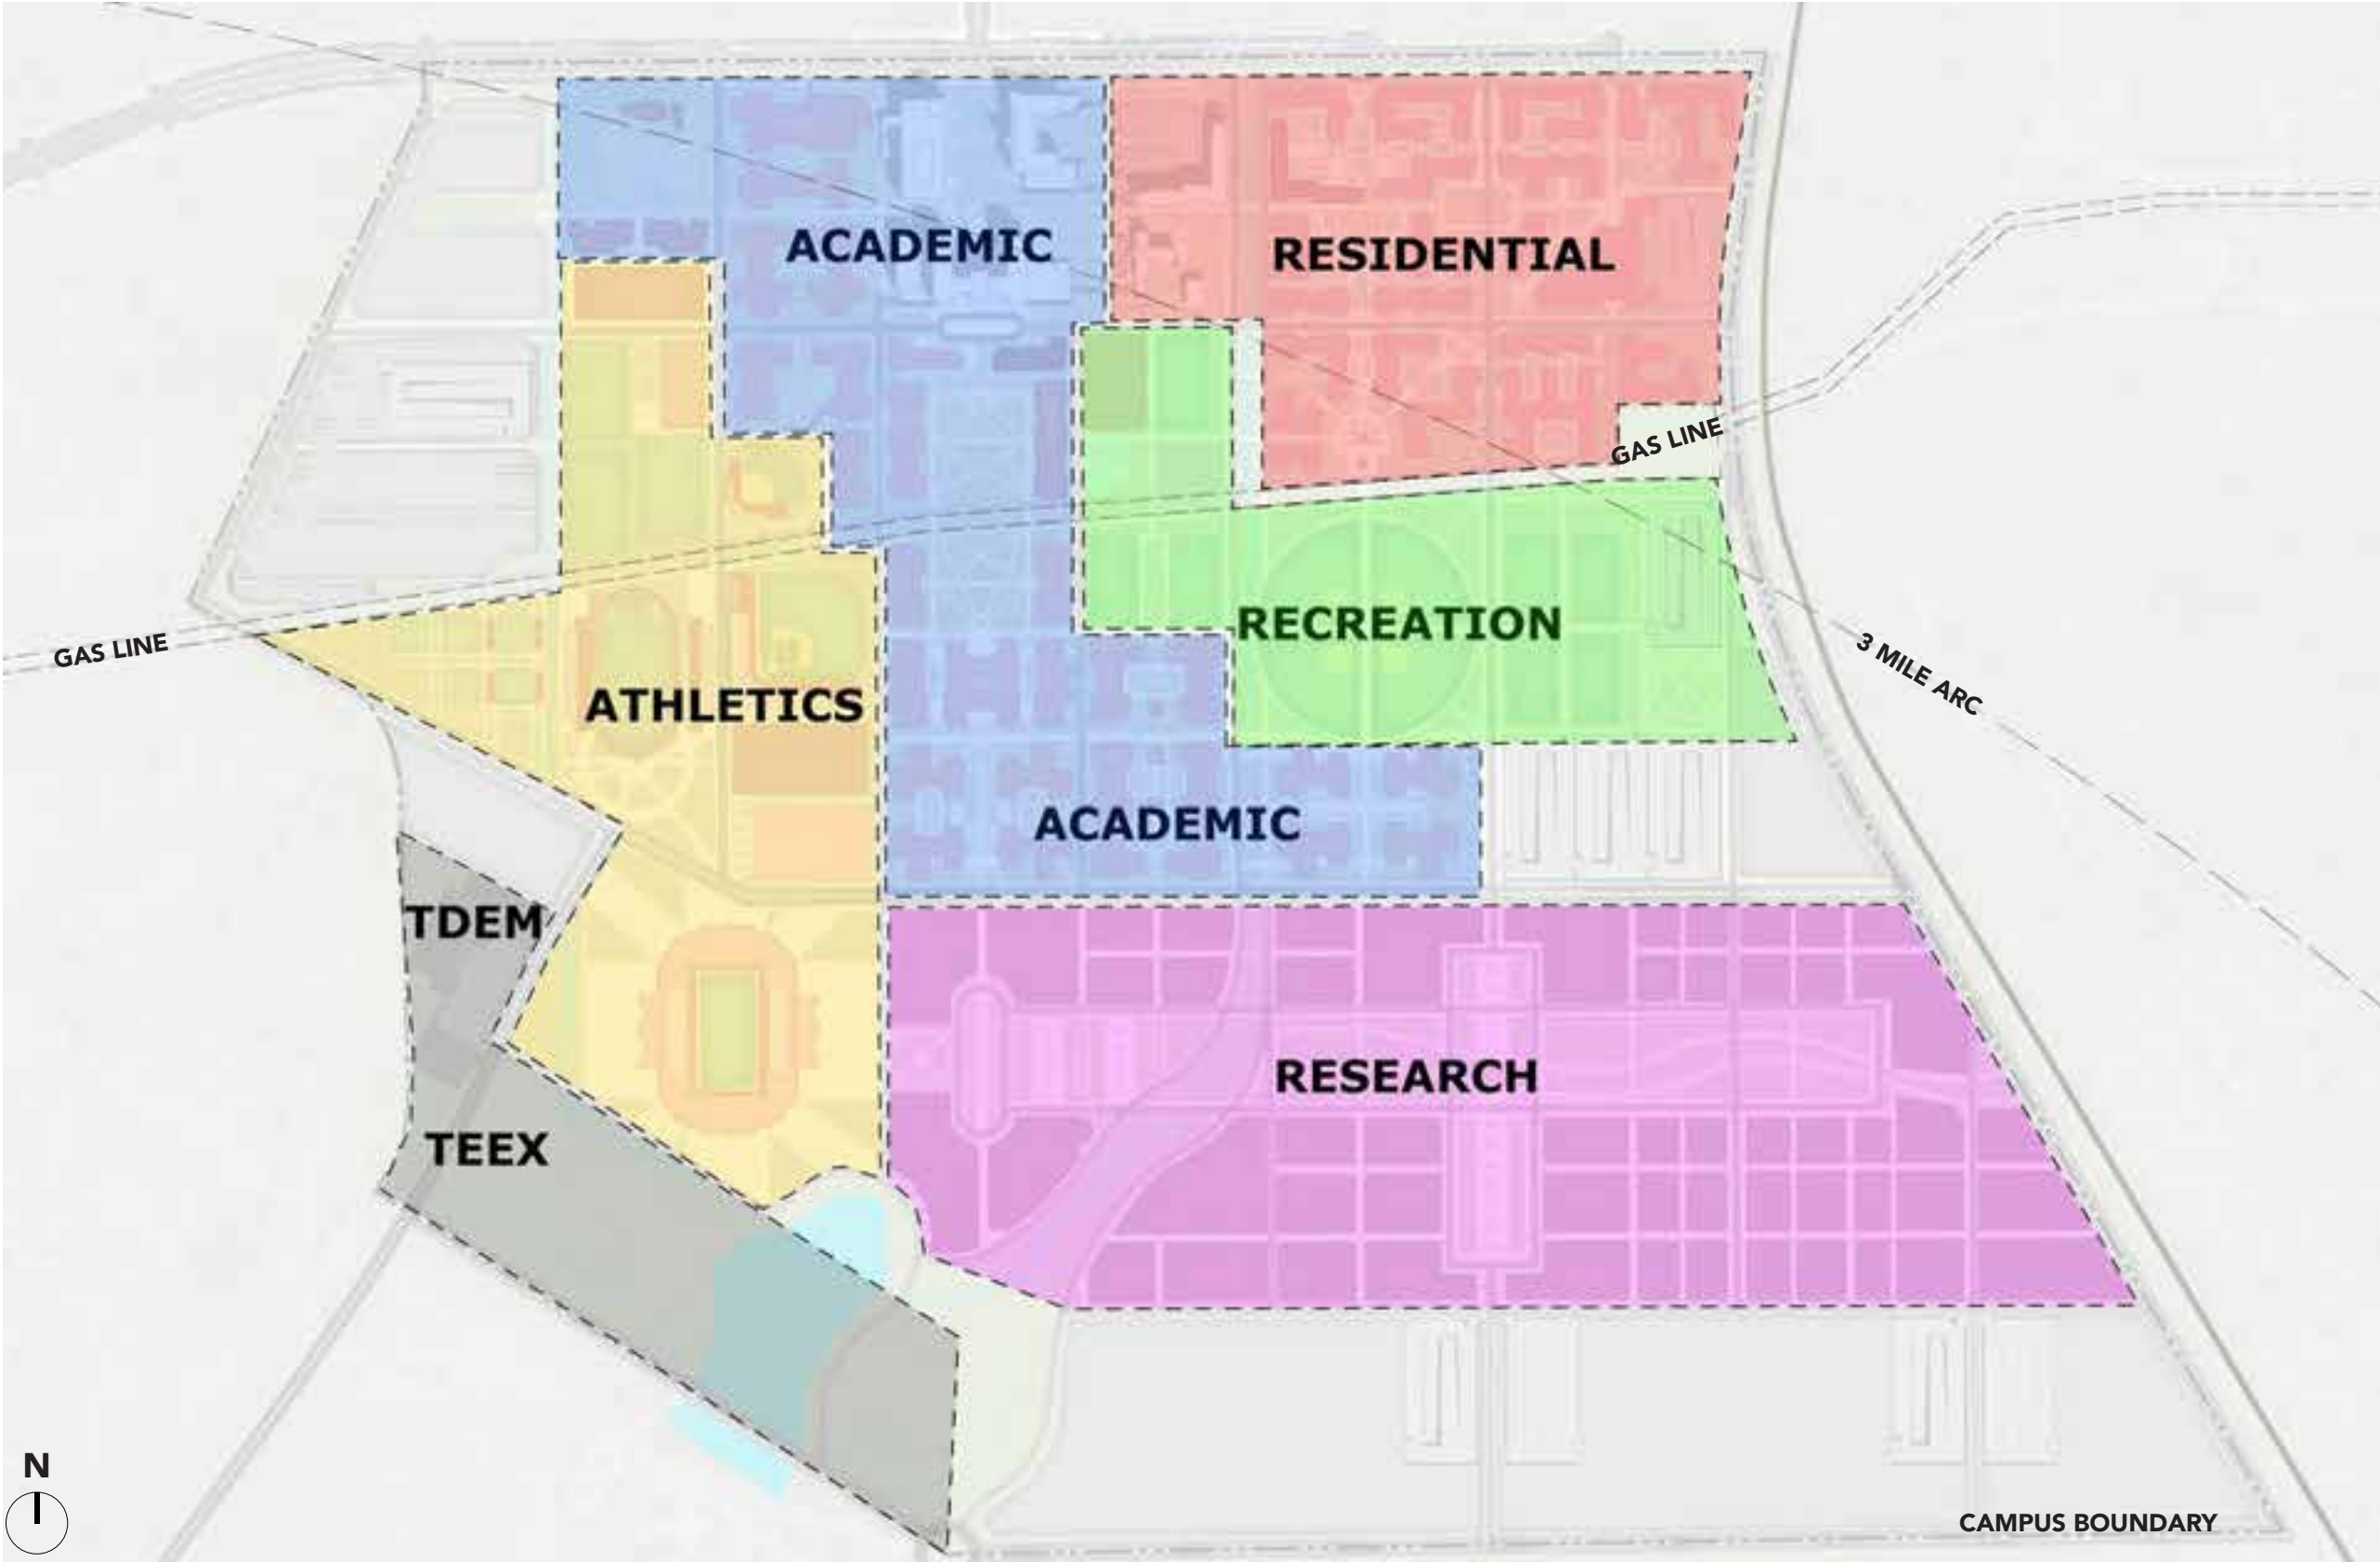 ACADEMIC
RESIDENTIAL
GAS LINE
RECREATION
GAS LINE
3 MILE ARC
ATHLETICS
ACADEMIC
TDEM
RESEARCH
TEEX
N
CAMPUS BOUNDARY